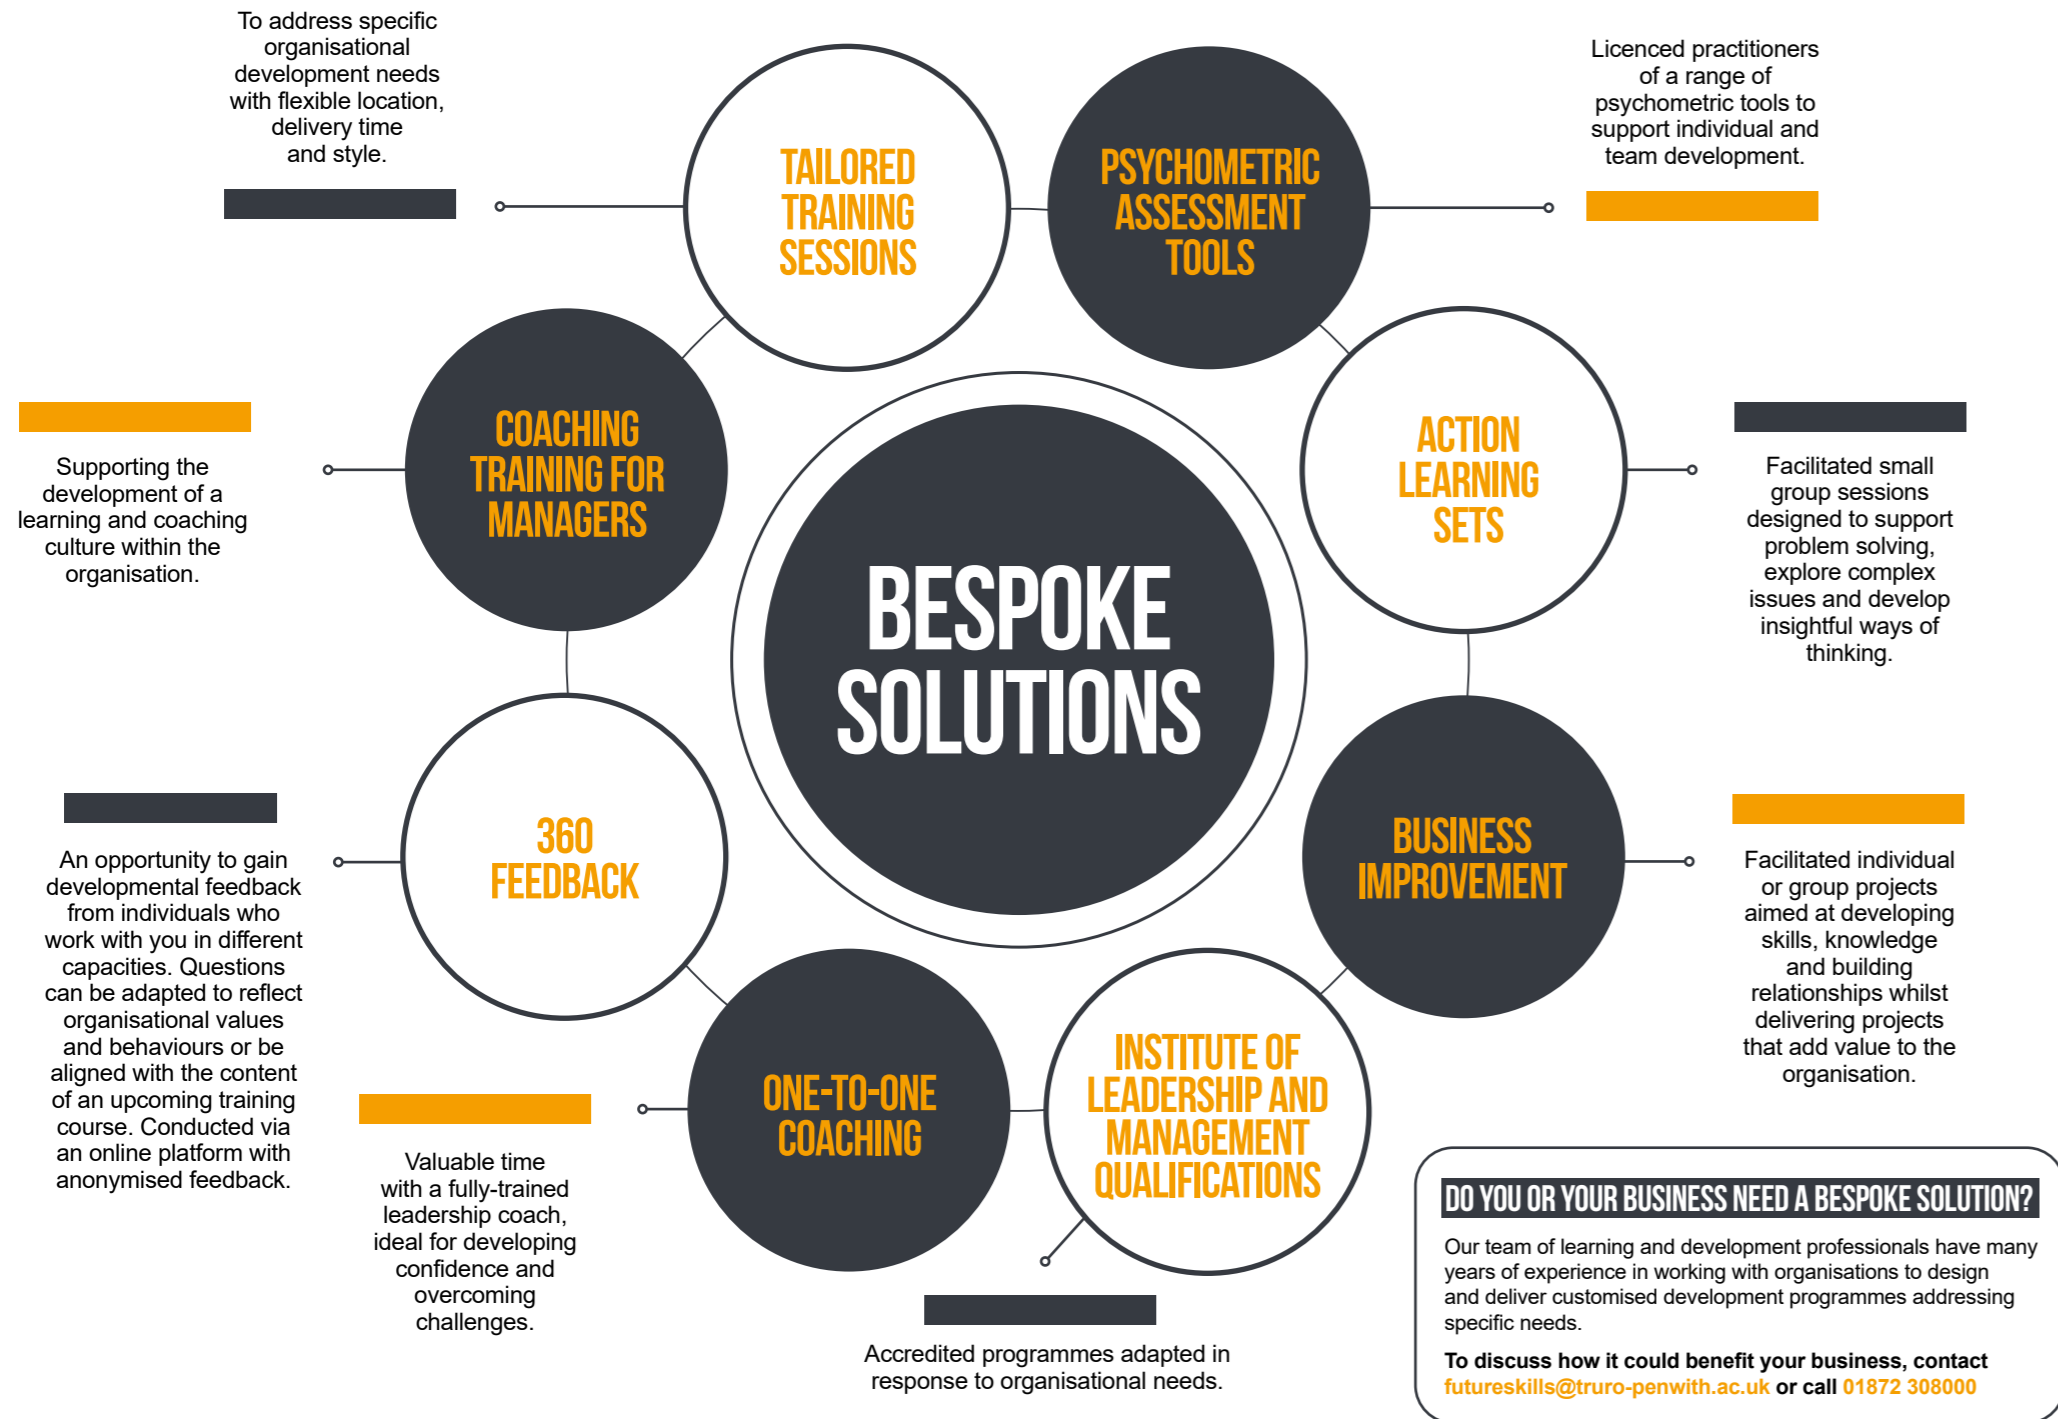 To address specific
organisational
development needs
with flexible location,
delivery time
and style.
TAILORED
TRAINING
SESSIONS
PSYCHOMETRIC
ASSESSMENT
TOOLS
Licenced practitioners
of a range of
psychometric tools to
support individual and
team development.
COACHING
TRAINING FOR
MANAGERS
Supporting the
development of a
learning and coaching
culture within the
organisation.
ACTION
LEARNING
SETS
Facilitated small
group sessions
designed to support
problem solving,
explore complex
issues and develop
insightful ways of
thinking.
BESPOKE
SOLUTIONS
360
FEEDBACK
An opportunity to gain
developmental feedback
from individuals who
work with you in different
capacities. Questions
can be adapted to reflect
organisational values
and behaviours or be
aligned with the content
of an upcoming training
course. Conducted via
an online platform with
anonymised feedback.
BUSINESS
IMPROVEMENT
Facilitated individual
or group projects
aimed at developing
skills, knowledge
and building
relationships whilst
delivering projects
that add value to the
organisation.
ONE-TO-ONE
COACHING
Valuable time
with a fully-trained
leadership coach,
ideal for developing
confidence and
overcoming
challenges.
INSTITUTE OF
LEADERSHIP AND
MANAGEMENT
QUALIFICATIONS
Accredited programmes adapted in
response to organisational needs.
DO YOU OR YOUR BUSINESS NEED A BESPOKE SOLUTION?
Our team of learning and development professionals have many
years of experience in working with organisations to design
and deliver customised development programmes addressing
specific needs.
To discuss how it could benefit your business, contact
futureskills@truro-penwith.ac.uk or call 01872 308000